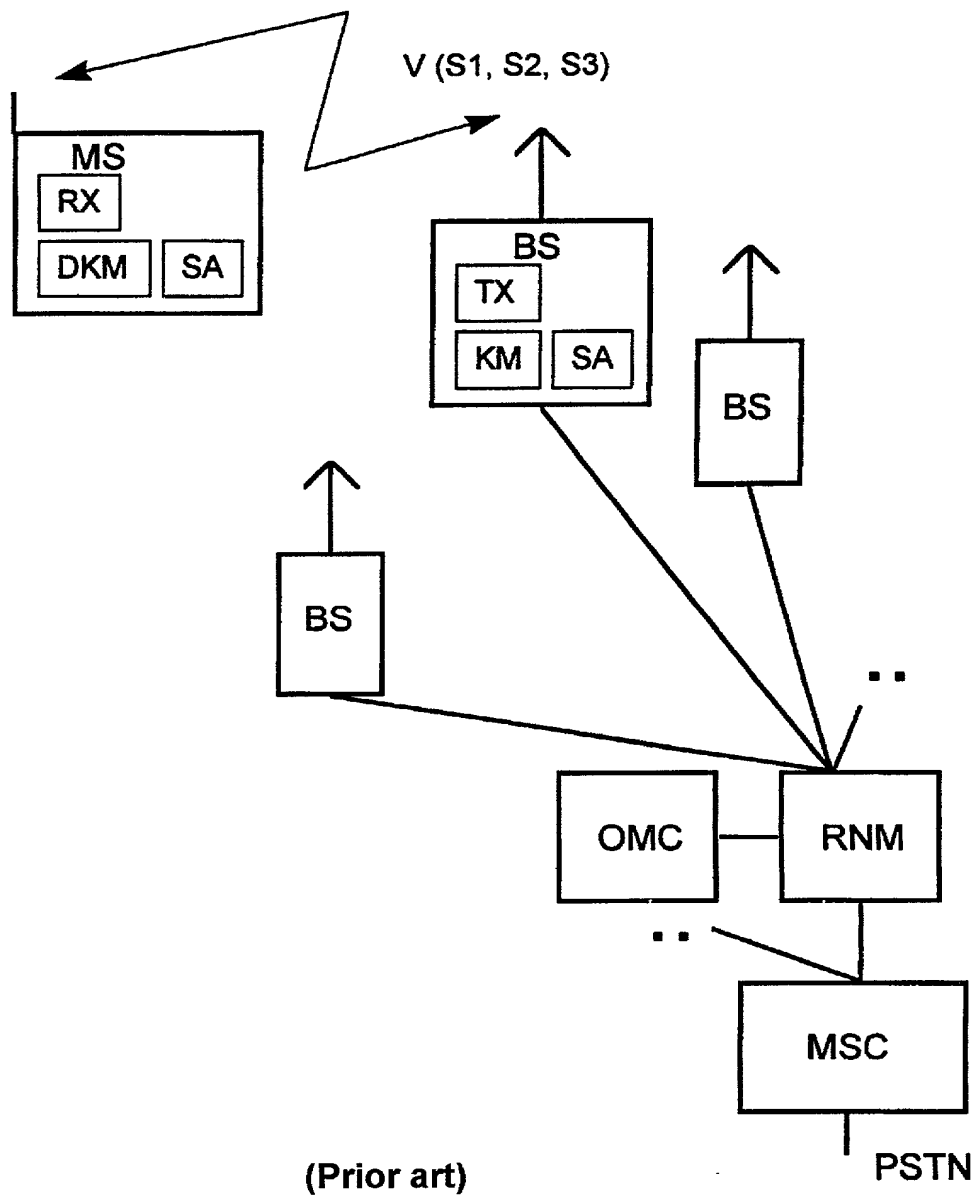 V (S1, S2, S3)
MS
RX
DKM SA
BS
TX
KM SA
BS
BS
OMC
RNM
MSC
PSTN
(Prior art)